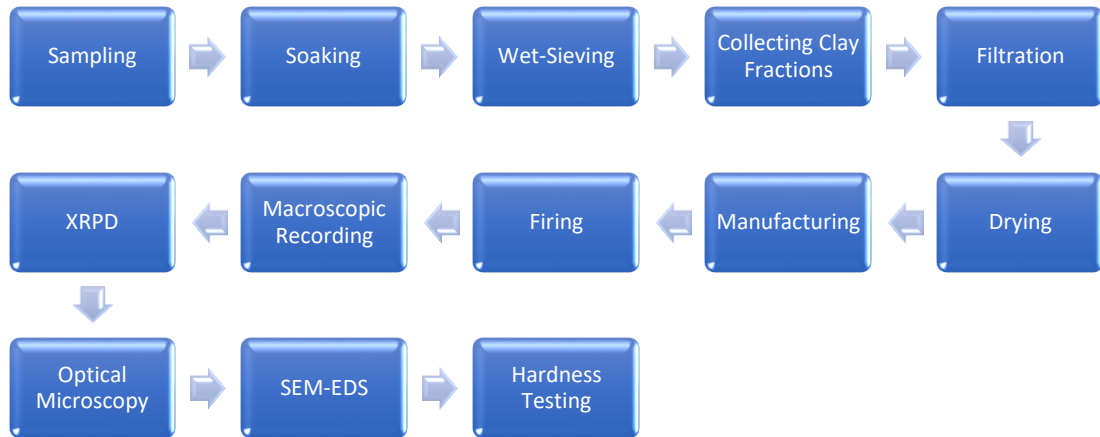 Sampling
Soaking
Wet-Sieving
Collecting Clay
Fractions
Filtration
Drying
Manufacturing
Firing
Macroscopic
Recording
XRPD
Optical
Microscopy
SEM-EDS
Hardness
Testing